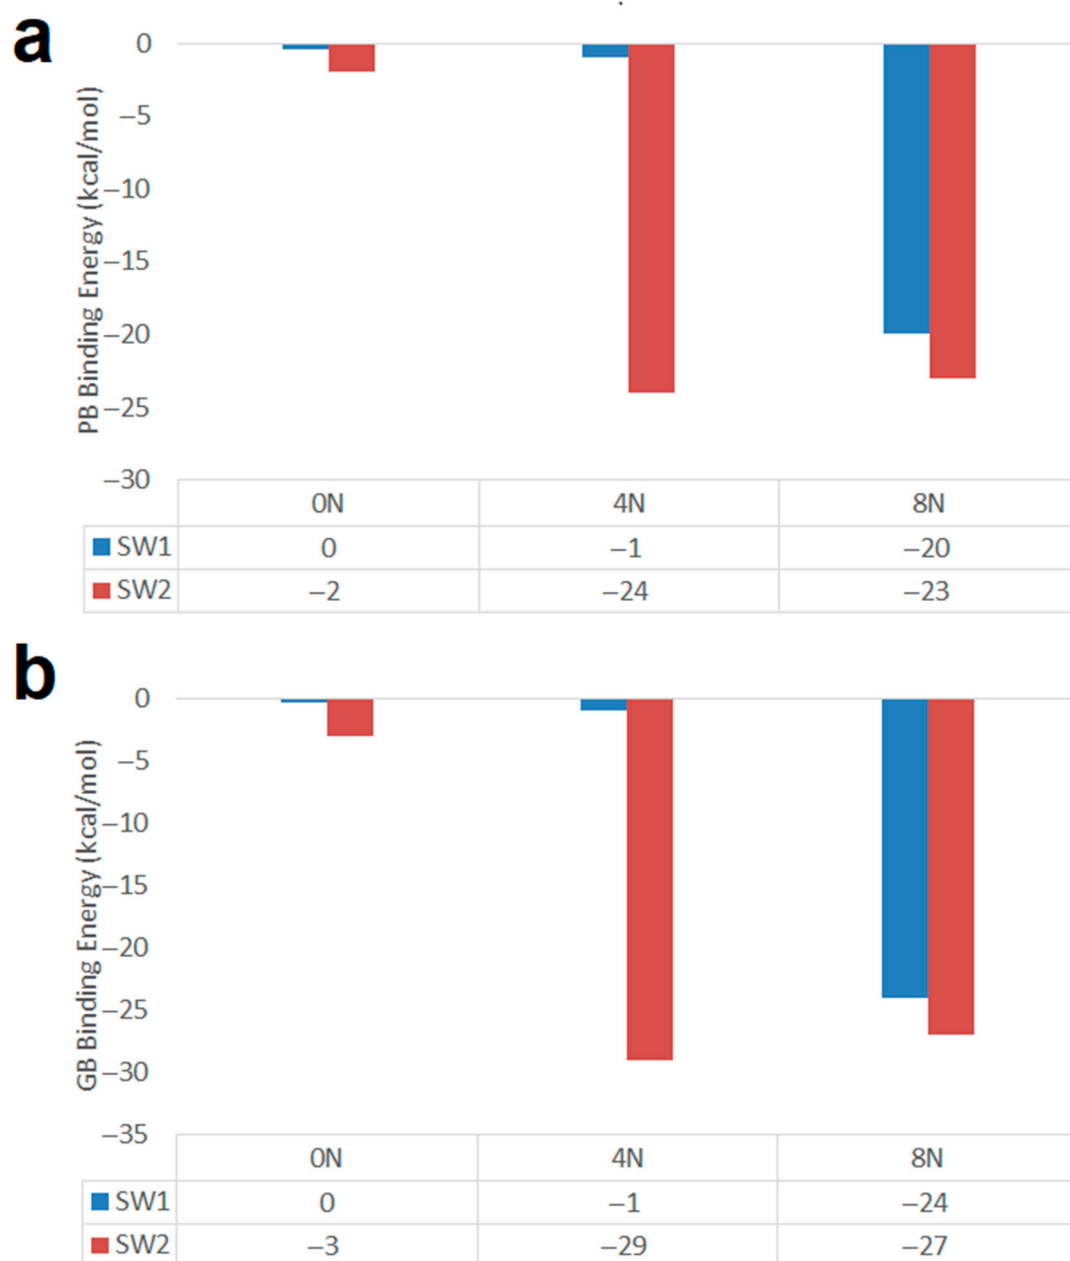 a
PB Binding Energy (kcal/mol)
0
−5
−10
−15
−20
−25
−30
0N 4N 8N
SW1 0 −1 −20
SW2 −2 −24 −23
b
GB Binding Energy (kcal/mol)
0
−5
−10
−15
−20
−25
−30
−35
0N 4N 8N
SW1 0 −1 −24
SW2 −3 −29 −27